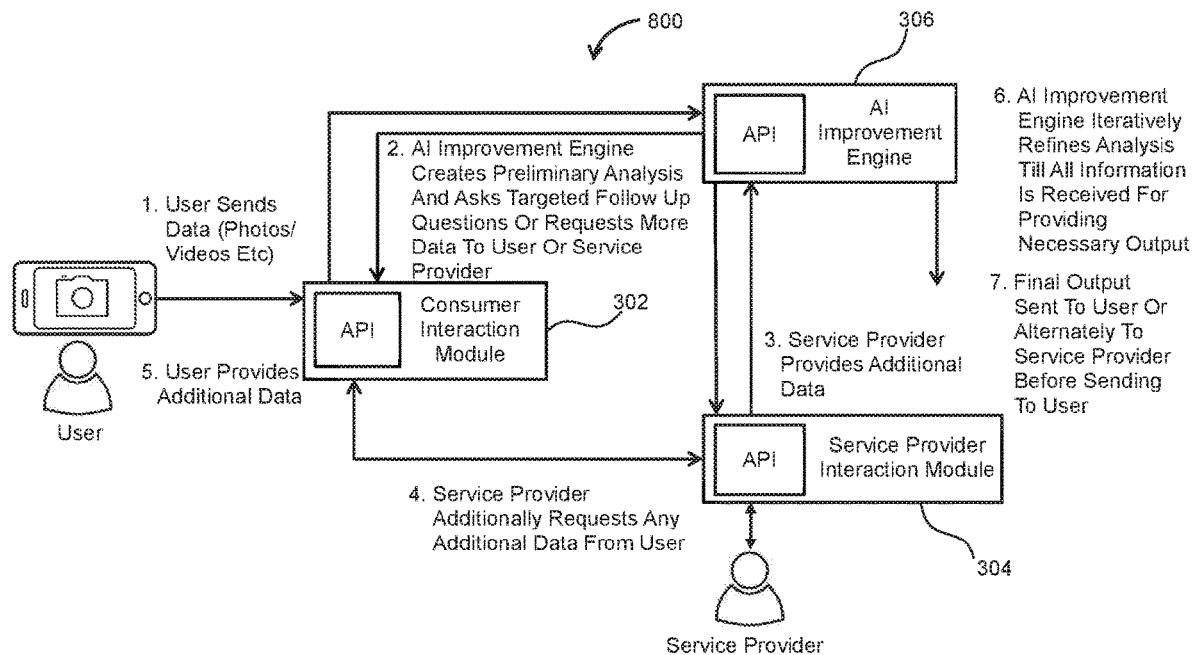 800
306
API
AI
Improvement
Engine
6. AI Improvement
Engine Iteratively
Refines Analysis
Till All Information
Is Received For
Providing
Necessary Output
2. AI Improvement Engine
Creates Preliminary Analysis
And Asks Targeted Follow Up
Questions Or Requests More
Data To User Or Service
Provider
1. User Sends
Data (Photos/
Videos Etc)
7. Final Output
Sent To User Or
Alternately To
Service Provider
Before Sending
To User
API
Consumer
Interaction
Module
302
3. Service Provider
Provides Additional
Data
5. User Provides
Additional Data
User
API
Service Provider
Interaction Module
4. Service Provider
Additionally Requests Any
Additional Data From User
304
Service Provider